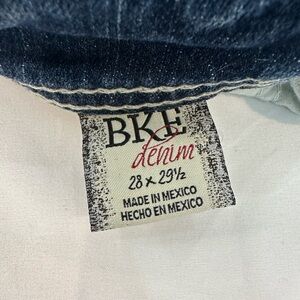 BKE
denim
28 x 29½
MADE IN MEXICO
HECHO EN MEXICO